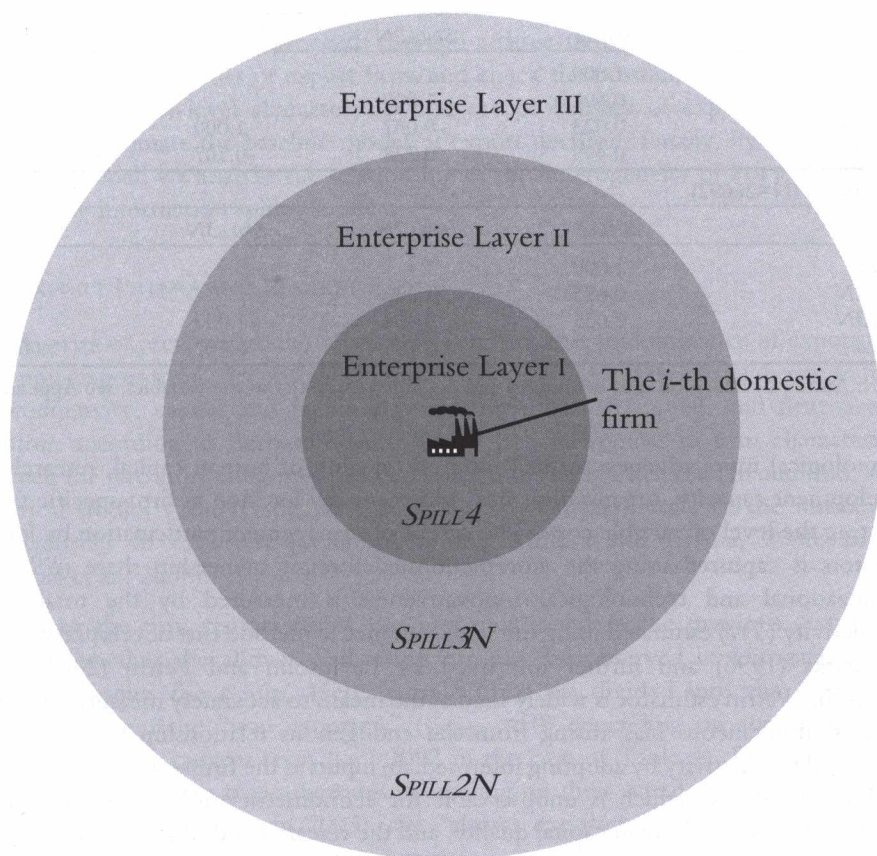 Enterprise Layer III
Enterprise Layer II
Enterprise Layer I
The i-th domestic
firm
SPILL4
SPILL3N
SPILL2N